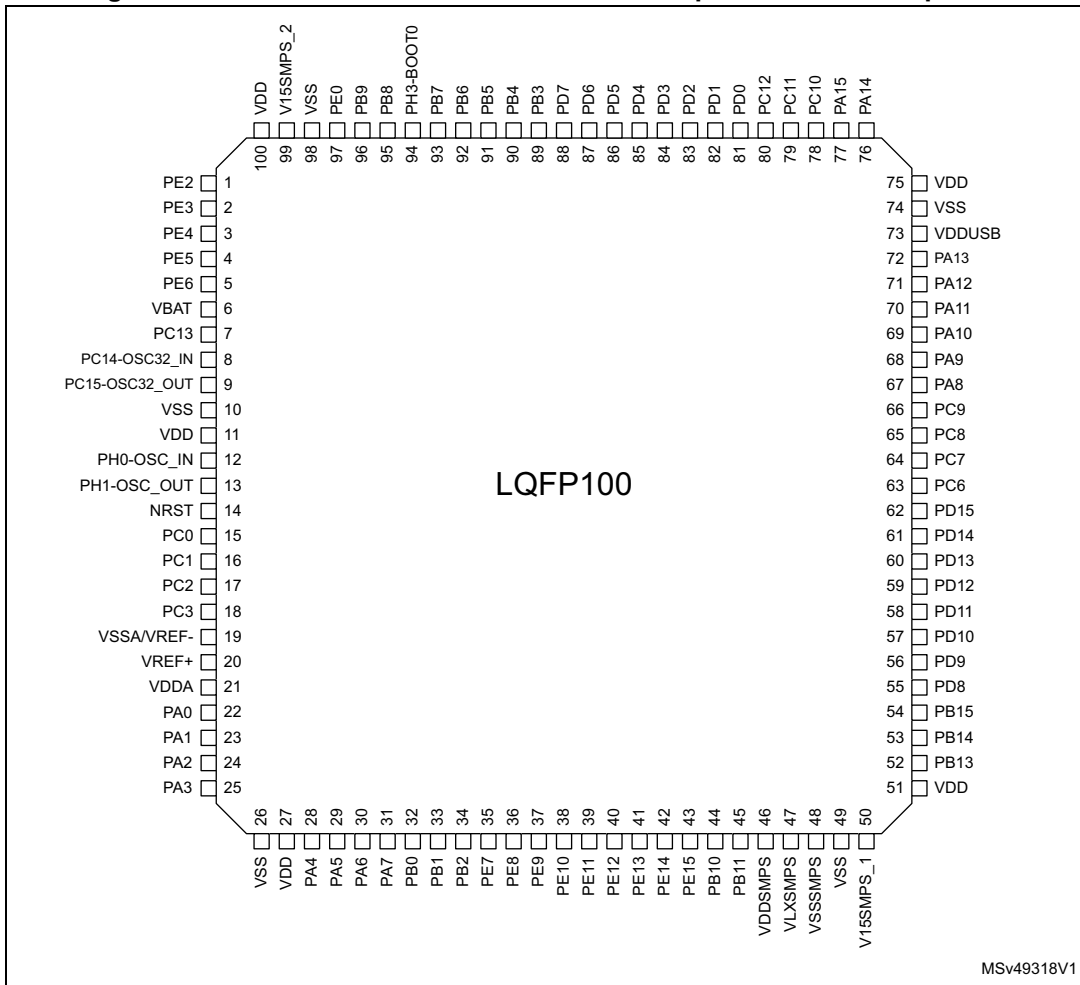 VDD
V15SMPS_2
VSS
PE0
PB9
PB8
PH3-BOOT0
PB7
PB6
PB5
PB4
PB3
PD7
PD6
PD5
PD4
PD3
PD2
PD1
PD0
PC12
PC11
PC10
PA15
PA14
100
99
98
97
96
95
94
93
92
91
90
89
88
87
86
85
84
83
82
81
80
79
78
77
76
PE2 1
PE3 2
PE4 3
PE5 4
PE6 5
VBAT 6
PC13 7
PC14-OSC32_IN 8
PC15-OSC32_OUT 9
VSS 10
VDD 11
PH0-OSC_IN 12
PH1-OSC_OUT 13
NRST 14
PC0 15
PC1 16
PC2 17
PC3 18
VSSA/VREF- 19
VREF+ 20
VDDA 21
PA0 22
PA1 23
PA2 24
PA3 25
LQFP100
75 VDD
74 VSS
73 VDDUSB
72 PA13
71 PA12
70 PA11
69 PA10
68 PA9
67 PA8
66 PC9
65 PC8
64 PC7
63 PC6
62 PD15
61 PD14
60 PD13
59 PD12
58 PD11
57 PD10
56 PD9
55 PD8
54 PB15
53 PB14
52 PB13
51 VDD
26
27
28
29
30
31
32
33
34
35
36
37
38
39
40
41
42
43
44
45
46
47
48
49
50
VSS
VDD
PA4
PA5
PA6
PA7
PB0
PB1
PB2
PE7
PE8
PE9
PE10
PE11
PE12
PE13
PE14
PE15
PB10
PB11
VDDSMPS
VLXSMPS
VSSSMPS
VSS
V15SMPS_1
MSv49318V1